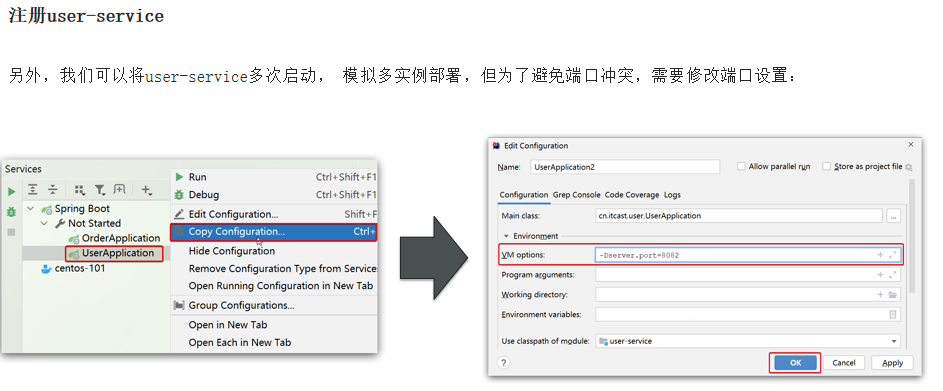 注册user-service
另外，我们可以将user-service多次启动， 模拟多实例部署，但为了避免端口冲突，需要修改端口设置：
Services
Spring Boot
Not Started
OrderApplication
UserApplication
centos-101
Run Ctrl+Shift+F1
Debug Ctrl+Shift+F1
Edit Configuration... Shift+F
Copy Configuration... Ctrl+
Hide Configuration
Remove Configuration Type from Service
Open Running Configuration in New Tab
Group Configurations...
Open in New Tab
Open Each in New Tab
Edit Configuration
Name: UserApplication2 Allow parallel run Store as project file
Configuration Grep Console Code Coverage Logs
Main class: cn.itcast.user.UserApplication ...
Environment
VM options: -Dserver.port=8082
Program arguments:
Working directory:
Environment variables:
Use classpath of module: user-service
? OK Cancel Apply